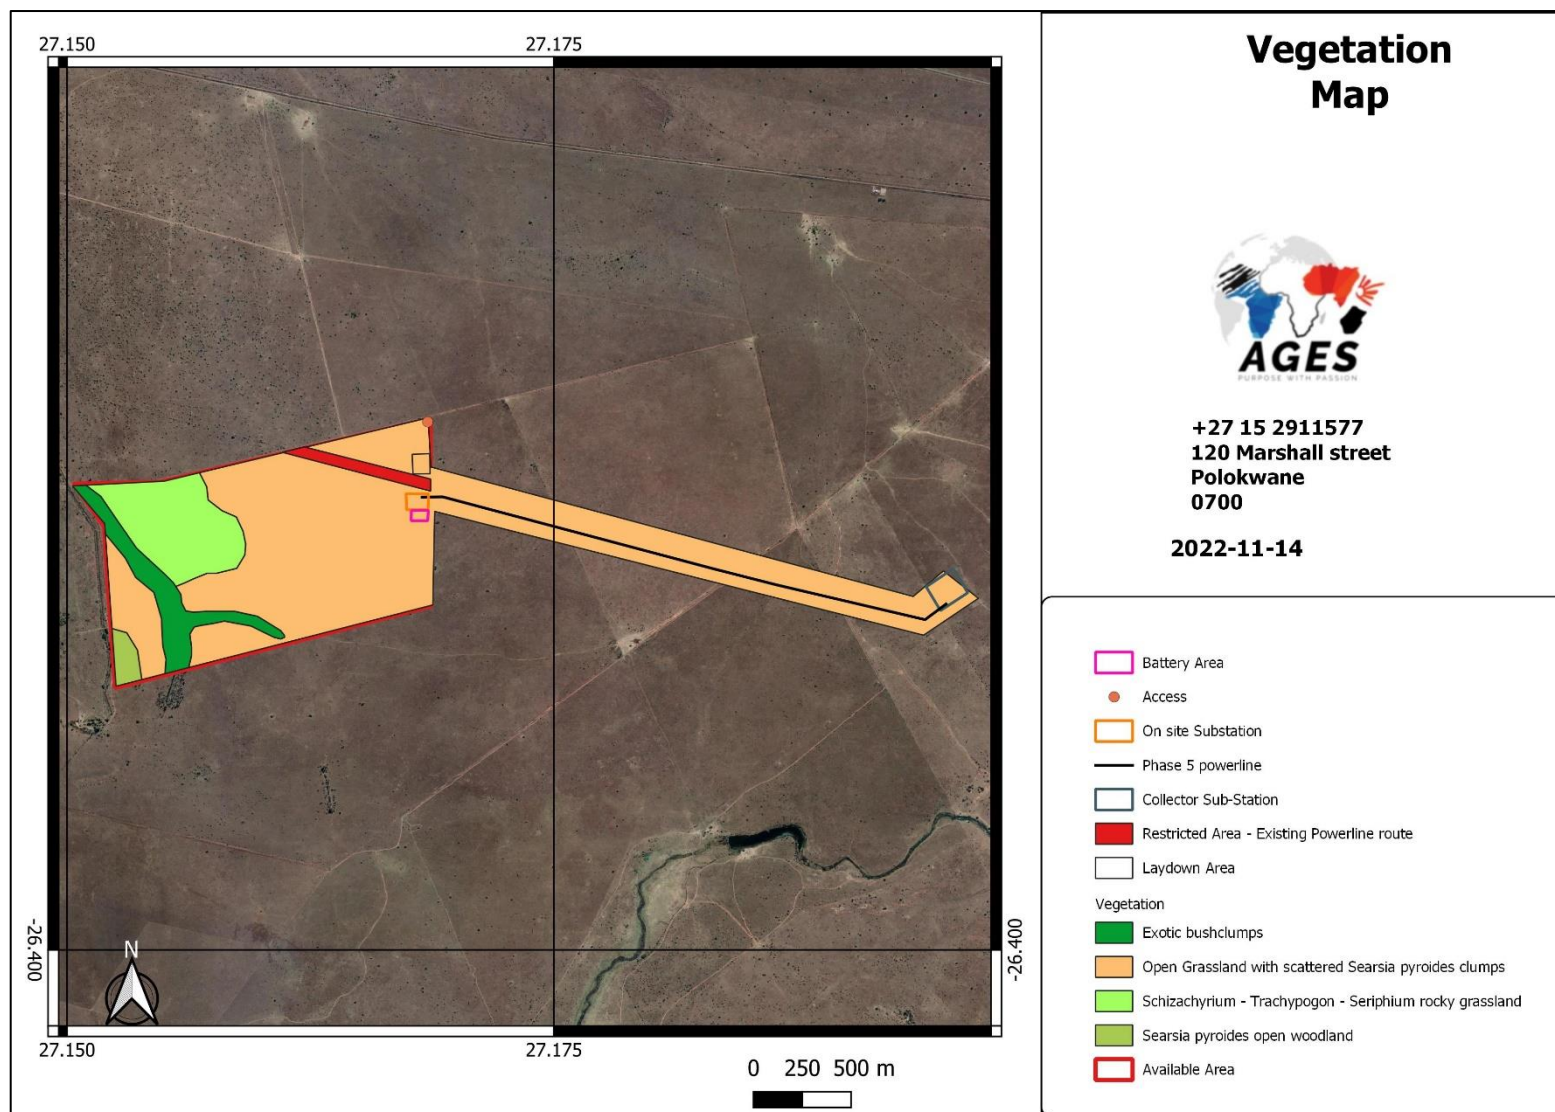 27.150
27.175
Vegetation
Map
AGES
PURPOSE WITH PASSION
+27 15 2911577
120 Marshall street
Polokwane
0700
2022-11-14
Battery Area
Access
On site Substation
Phase 5 powerline
Collector Sub-Station
Restricted Area - Existing Powerline route
Laydown Area
Vegetation
Exotic bushclumps
Open Grassland with scattered Searsia pyroides clumps
Schizachyrium - Trachypogon - Seriphium rocky grassland
Searsia pyroides open woodland
Available Area
-26.400
-26.400
N
27.150
27.175
0 250 500 m